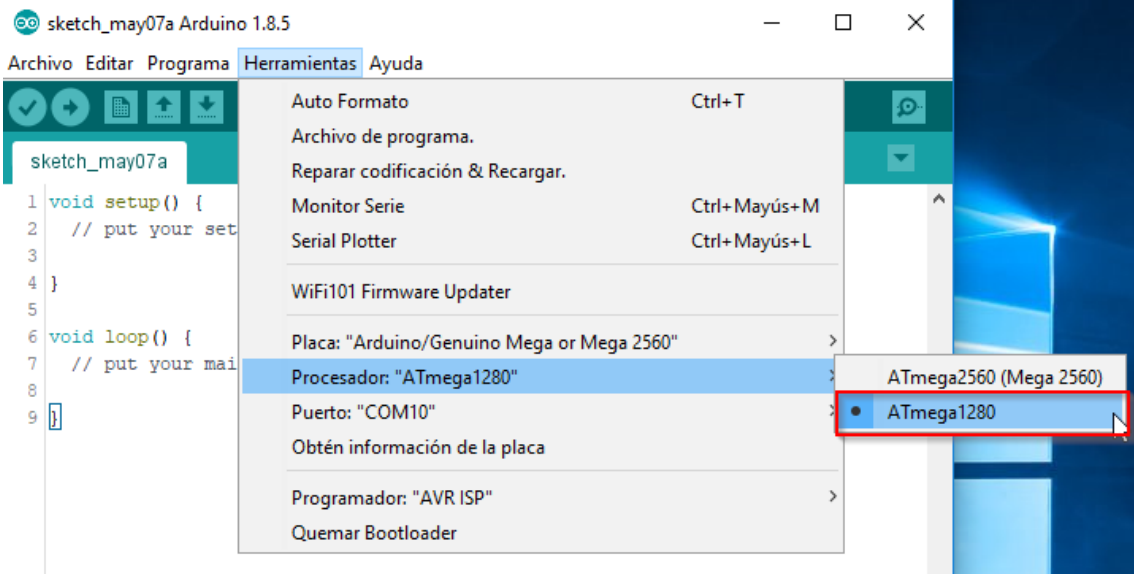 sketch_may07a Arduino 1.8.5
Archivo Editar Programa Herramientas Ayuda
sketch_may07a
1 void setup() {
2 // put your set
3
4 }
5
6 void loop() {
7 // put your mai
8
9 }
Auto Formato Ctrl+T
Archivo de programa.
Reparar codificación & Recargar.
Monitor Serie Ctrl+Mayús+M
Serial Plotter Ctrl+Mayús+L
WiFi101 Firmware Updater
Placa: "Arduino/Genuino Mega or Mega 2560"
Procesador: "ATmega1280"
Puerto: "COM10"
Obtén información de la placa
Programador: "AVR ISP"
Quemar Bootloader
ATmega2560 (Mega 2560)
ATmega1280